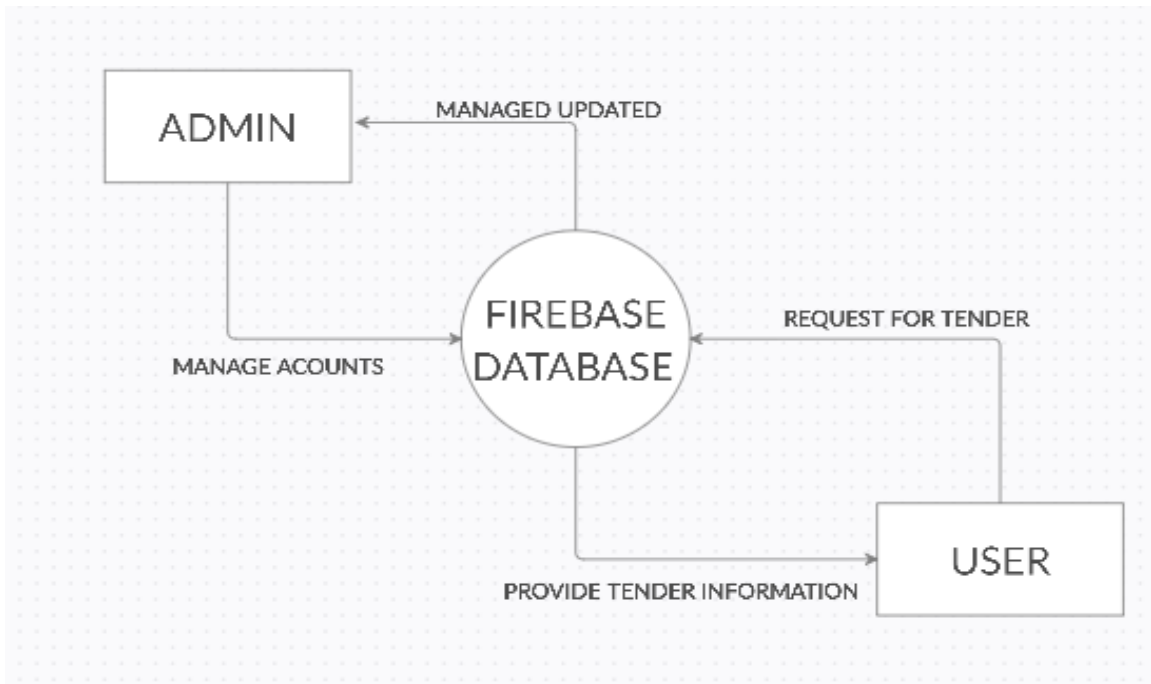 ADMIN
MANAGED UPDATED
FIREBASE
DATABASE
REQUEST FOR TENDER
MANAGE ACOUNTS
USER
PROVIDE TENDER INFORMATION